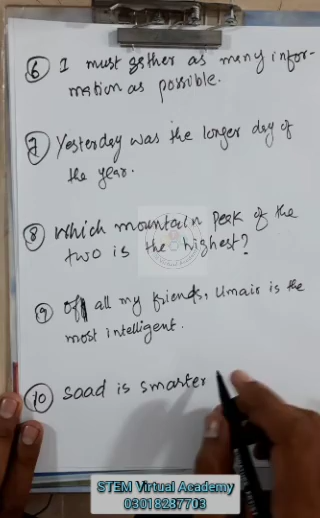 6 I must gather as many infor-
mation as possible.
7 Yesterday was the longer day of
the year.
8 Which mountain peak of the
two is the highest?
9 Of all my friends, Umair is the
most intelligent.
10 Saad is smarter
STEM Virtual Academy
03018287703